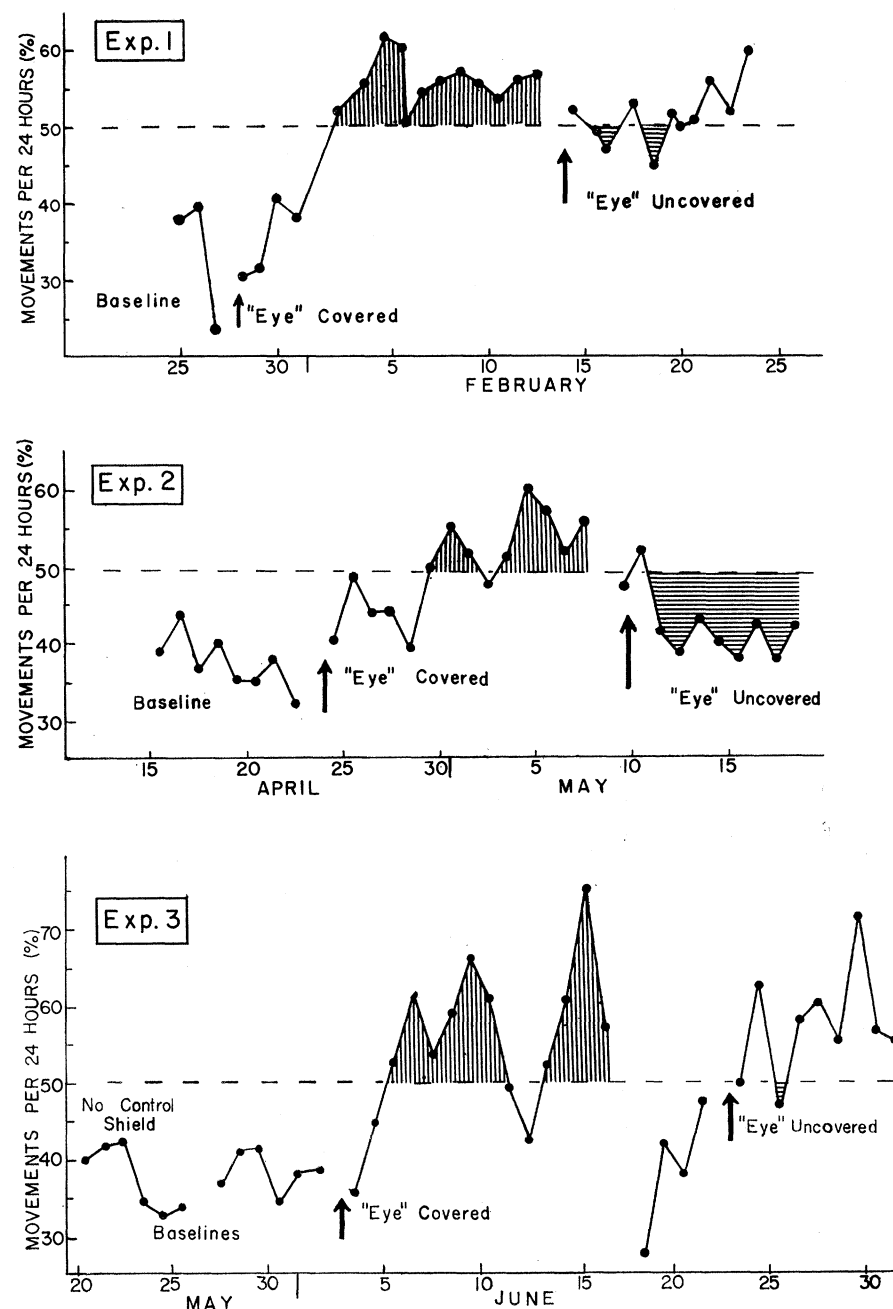 Exp. 1
MOVEMENTS PER 24 HOURS (%)
60
50
40
30
Baseline
"Eye" Covered
"Eye" Uncovered
25 30 5 10 15 20 25
FEBRUARY
Exp. 2
MOVEMENTS PER 24 HOURS (%)
60
50
40
30
Baseline
"Eye" Covered
"Eye" Uncovered
15 20 25 30 5 10 15
APRIL MAY
Exp. 3
MOVEMENTS PER 24 HOURS (%)
70
60
50
40
30
No Control
Shield
Baselines
"Eye" Covered
"Eye" Uncovered
20 25 30 5 10 15 20 25 30
MAY JUNE